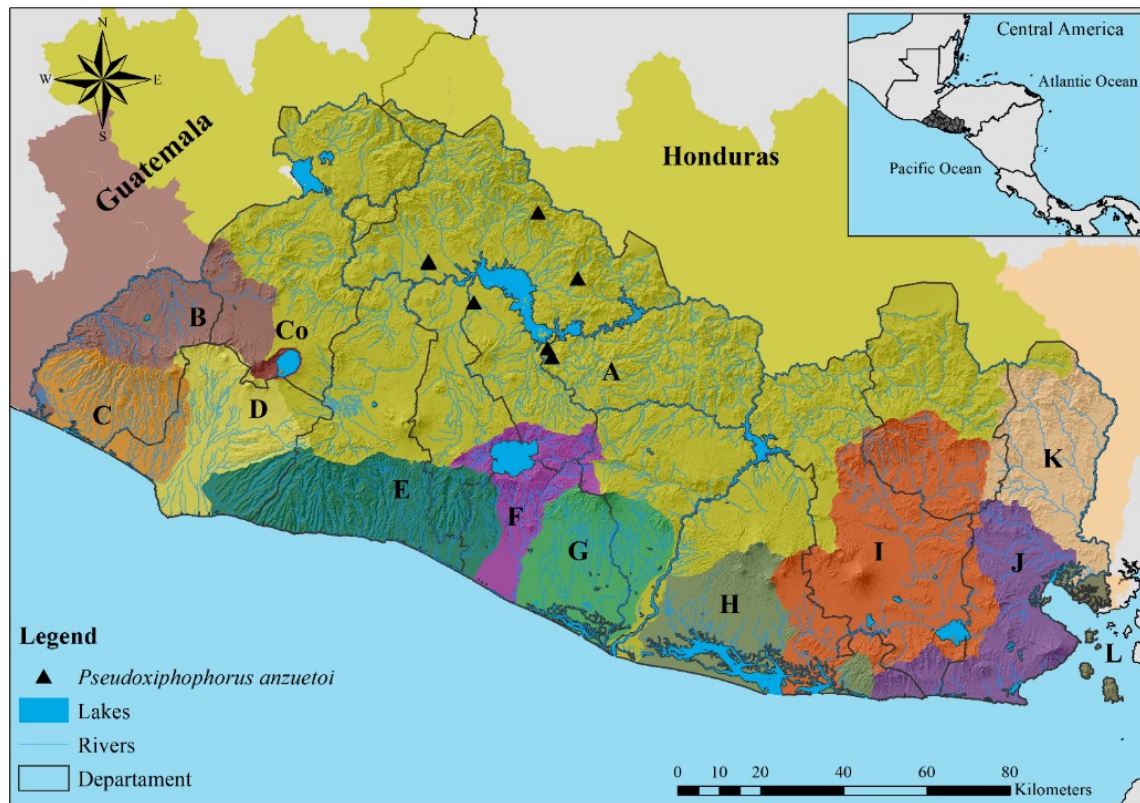 N
W
E
S
Guatemala
Honduras
Central America
Atlantic Ocean
Pacific Ocean
B
Co
A
C
D
K
E
F
G
I
J
H
L
Legend
Pseudoxiphophorus anzuetoi
Lakes
Rivers
Departament
0 5 10 20 40 60 80
Kilometers